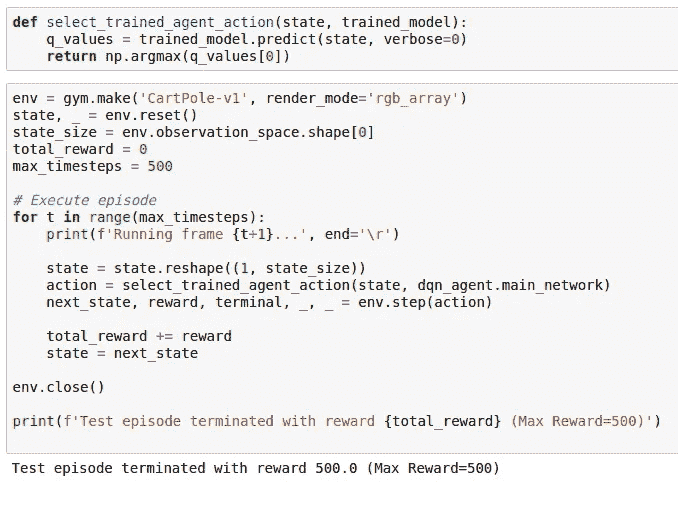 def select_trained_agent_action(state, trained_model):
    q_values = trained_model.predict(state, verbose=0)
    return np.argmax(q_values[0])
env = gym.make('CartPole-v1', render_mode='rgb_array')
state, _ = env.reset()
state_size = env.observation_space.shape[0]
total_reward = 0
max_timesteps = 500
# Execute episode
for t in range(max_timesteps):
    print(f'Running frame {t+1}...', end='\r')
    state = state.reshape((1, state_size))
    action = select_trained_agent_action(state, dqn_agent.main_network)
    next_state, reward, terminal, _, _ = env.step(action)
    total_reward += reward
    state = next_state
env.close()
print(f'Test episode terminated with reward {total_reward} (Max Reward=500)')
Test episode terminated with reward 500.0 (Max Reward=500)